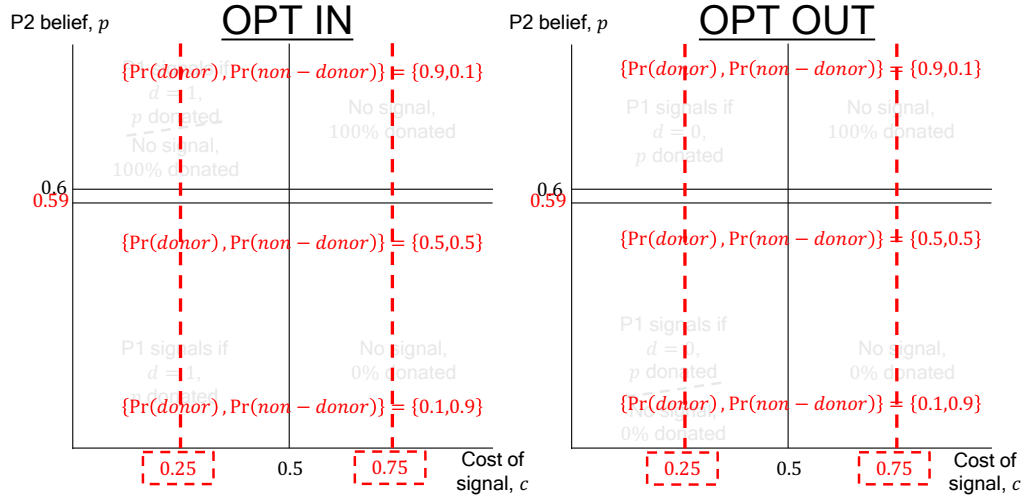 P2 belief, p
OPT IN
{Pr(donor), Pr(non − donor)} = {0.9,0.1}
P1 signals if
d = 1,
p donated
No signal,
100% donated
No signal,
100% donated
0.6
0.59
{Pr(donor), Pr(non − donor)} = {0.5,0.5}
P1 signals if
d = 1,
p donated
No signal,
0% donated
{Pr(donor), Pr(non − donor)} = {0.1,0.9}
0.25
0.5
0.75
Cost of
signal, c
P2 belief, p
OPT OUT
{Pr(donor), Pr(non − donor)} = {0.9,0.1}
P1 signals if
d = 0,
p donated
No signal,
100% donated
0.6
0.59
{Pr(donor), Pr(non − donor)} = {0.5,0.5}
P1 signals if
d = 0,
p donated
No signal,
0% donated
No signal,
0% donated
{Pr(donor), Pr(non − donor)} = {0.1,0.9}
0.25
0.5
0.75
Cost of
signal, c